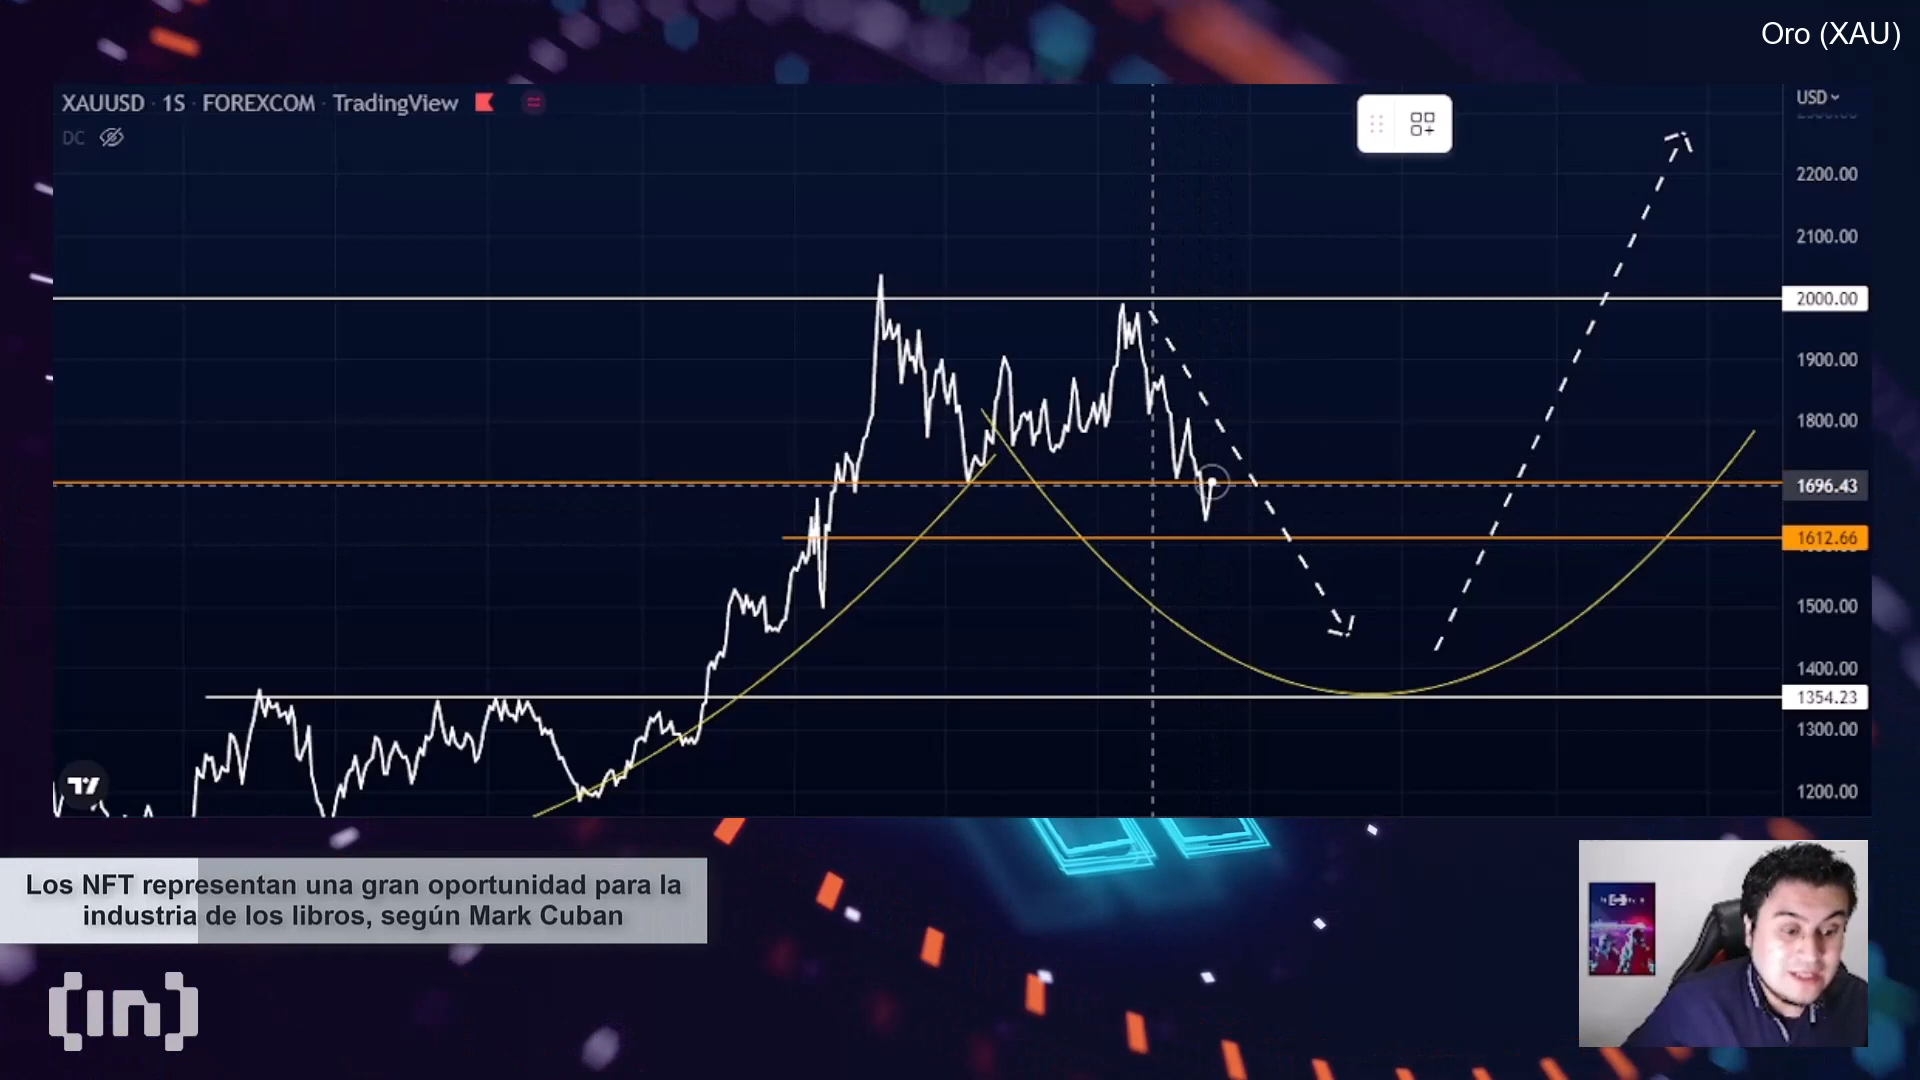 Oro (XAU)
XAUUSD · 1S · FOREXCOM · TradingView
DC
USD
2200.00
2100.00
2000.00
1900.00
1800.00
1696.43
1612.66
1500.00
1400.00
1354.23
1300.00
1200.00
Los NFT representan una gran oportunidad para la
industria de los libros, según Mark Cuban
[in]